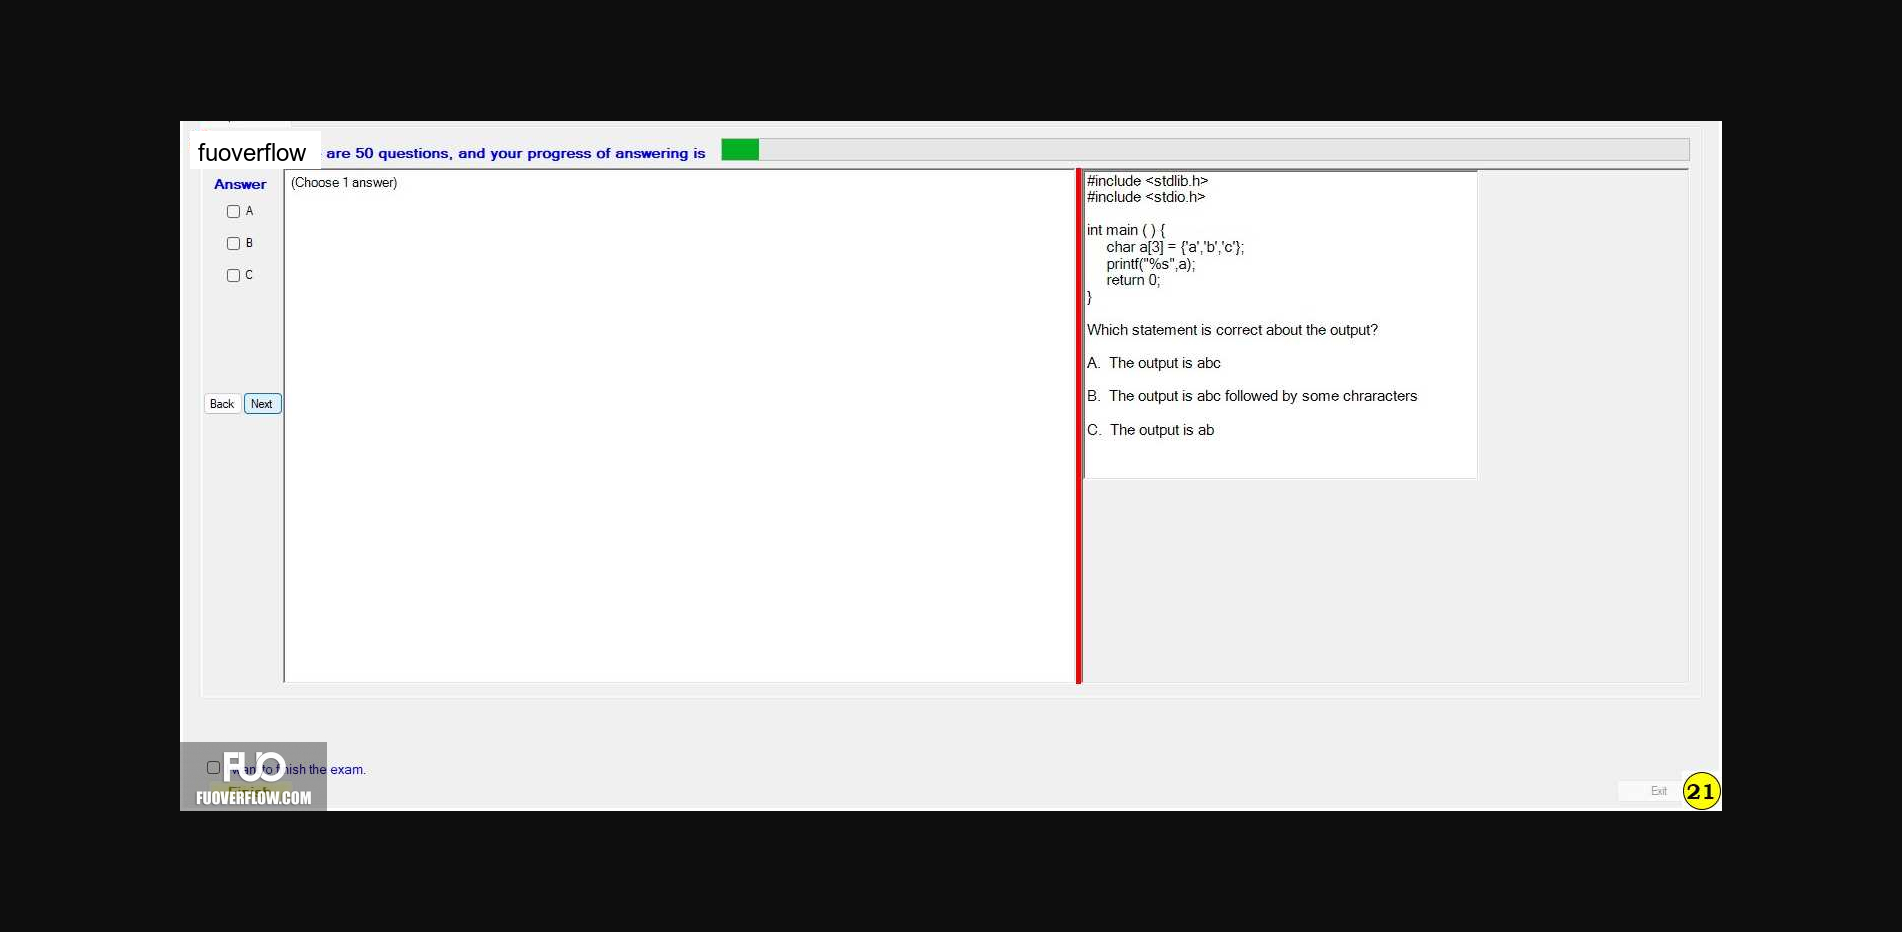 fuoverflow are 50 questions, and your progress of answering is
Answer
(Choose 1 answer)
A
B
C
Back Next
#include <stdlib.h>
#include <stdio.h>
int main ( ) {
char a[3] = {'a','b','c'};
printf("%s",a);
return 0;
}
Which statement is correct about the output?
A. The output is abc
B. The output is abc followed by some chraracters
C. The output is ab
FUO
want to finish the exam.
Finish
FUOVERFLOW.COM
Exit
21